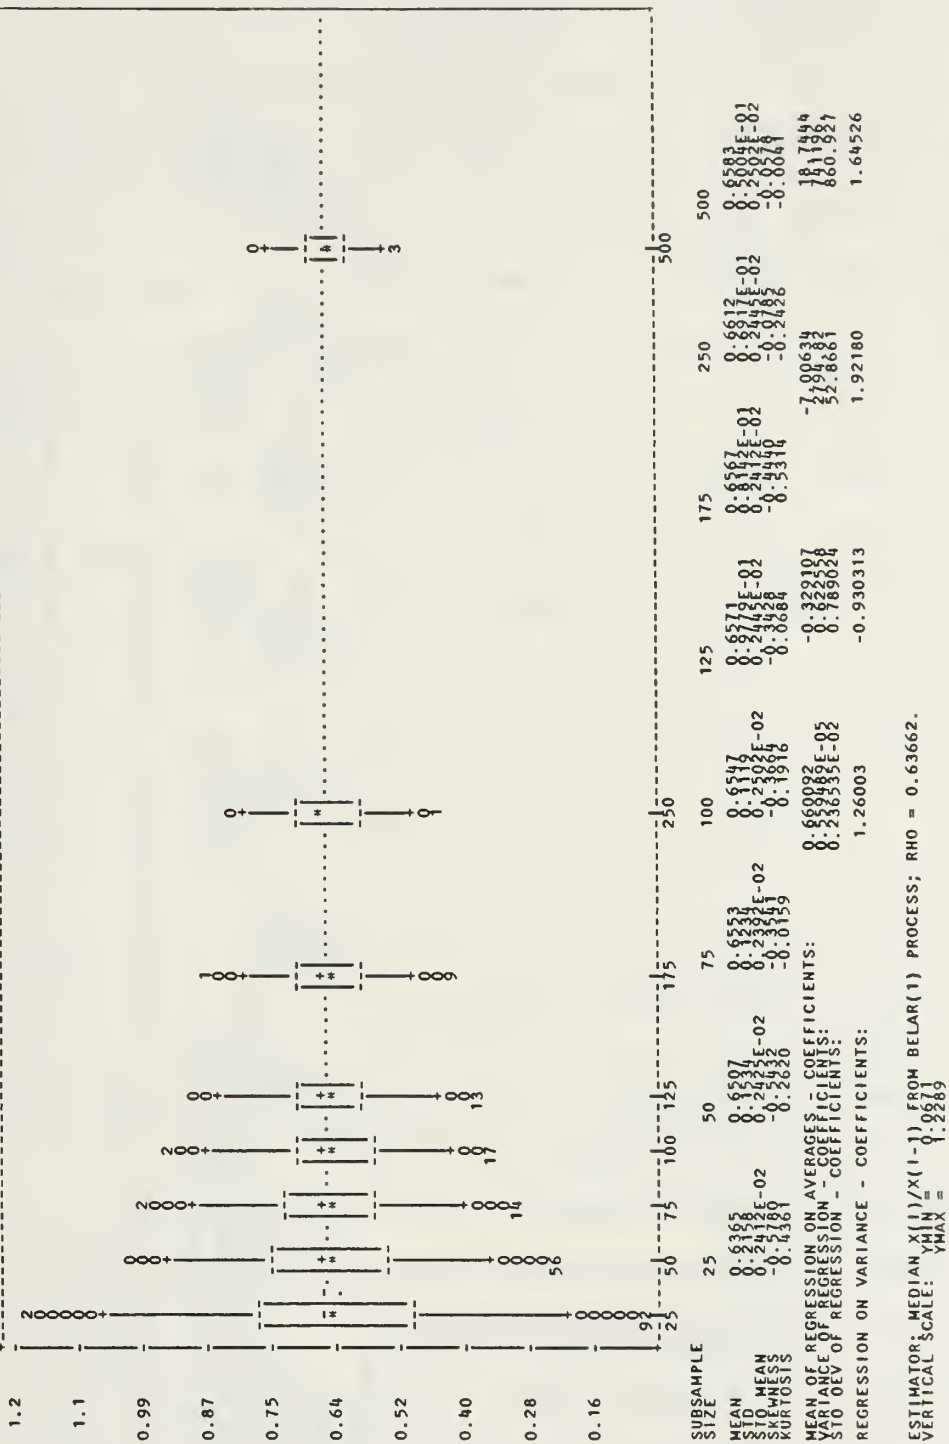 1.2
1.1
0.99
0.87
0.75
0.64
0.52
0.40
0.28
0.16
25 50 75 100 125 175 250 500
SUBSAMPLE
SIZE 25 50 75 100 125 175 250 500
MEAN 0.6365 0.6507 0.6553 0.6547 0.6571 0.6567 0.6612 0.6583
STD 0.2158 0.1534 0.1234 0.1119 0.9779E-01 0.8142E-01 0.6917E-01 0.5004E-01
STD MEAN 0.2412E-02 0.2425E-02 0.2392E-02 0.2502E-02 0.2445E-02 0.2412E-02 0.2445E-02 0.2502E-02
SKEWNESS -0.5780 -0.5432 -0.3541 -0.3664 -0.3428 -0.4440 -0.0785 -0.0578
KURTOSIS 0.4361 0.2620 -0.0159 0.1916 0.0684 0.5314 -0.2426 -0.0041
MEAN OF REGRESSION ON AVERAGES - COEFFICIENTS: 0.660092 -0.329107 -7.00634 18.7444
VARIANCE OF REGRESSION - COEFFICIENTS: 0.559489E-05 0.622558 2794.82 741196.
STD DEV OF REGRESSION - COEFFICIENTS: 0.236535E-02 0.789024 52.8661 860.927
REGRESSION ON VARIANCE - COEFFICIENTS: 1.26003 -0.930313 1.92180 1.64526
ESTIMATOR: MEDIAN X(I)/X(I-1) FROM BELAR(1) PROCESS; RHO = 0.63662.
VERTICAL SCALE: YMIN = 0.0671
YMAX = 1.2289